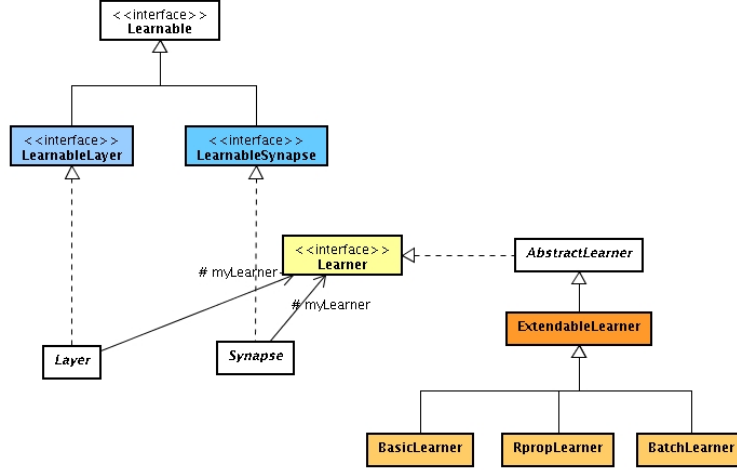 < <interface> >
Learnable
< <interface> >
LearnableLayer
< <interface> >
LearnableSynapse
< <interface> >
Learner
AbstractLearner
# myLearner
# myLearner
ExtendableLearner
Layer
Synapse
BasicLearner
RpropLearner
BatchLearner